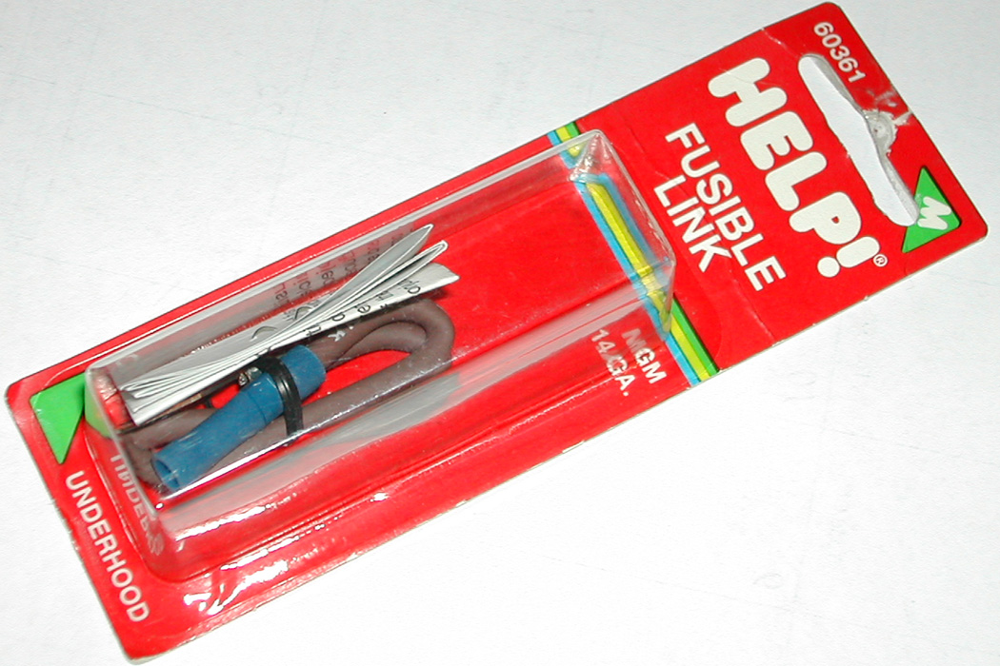 60361
HELP!®
FUSIBLE
LINK
MGM
14/GA.
UNDERHOOD